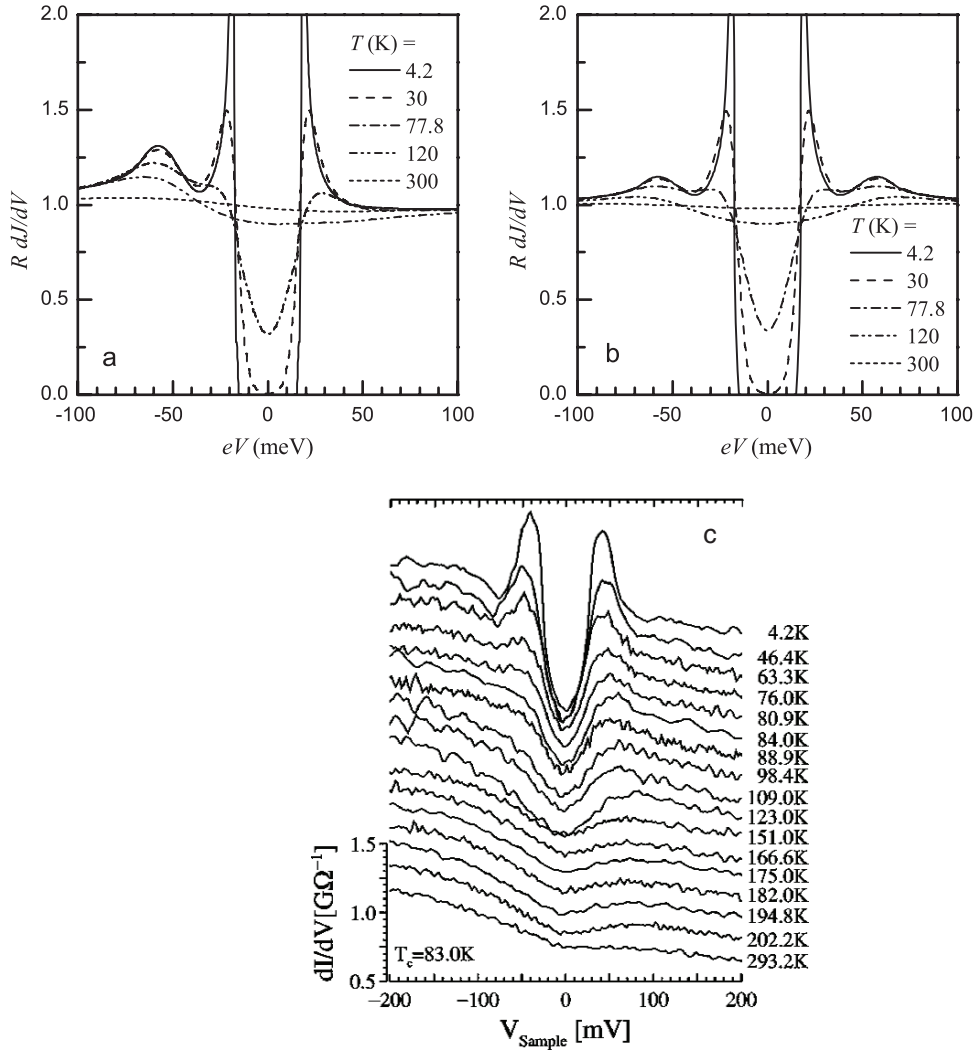 2.0
1.5
1.0
0.5
0.0
R dJ/dV
-100 -50 0 50 100
eV (meV)
T (K) =
4.2
30
77.8
120
300
a
2.0
1.5
1.0
0.5
0.0
R dJ/dV
-100 -50 0 50 100
eV (meV)
T (K) =
4.2
30
77.8
120
300
b
c
4.2K
46.4K
63.3K
76.0K
80.9K
84.0K
88.9K
98.4K
109.0K
123.0K
151.0K
166.6K
175.0K
182.0K
194.8K
202.2K
293.2K
1.5
1.0
0.5
dI/dV [GΩ⁻¹]
T_c=83.0K
−200 −100 0 100 200
V_Sample [mV]